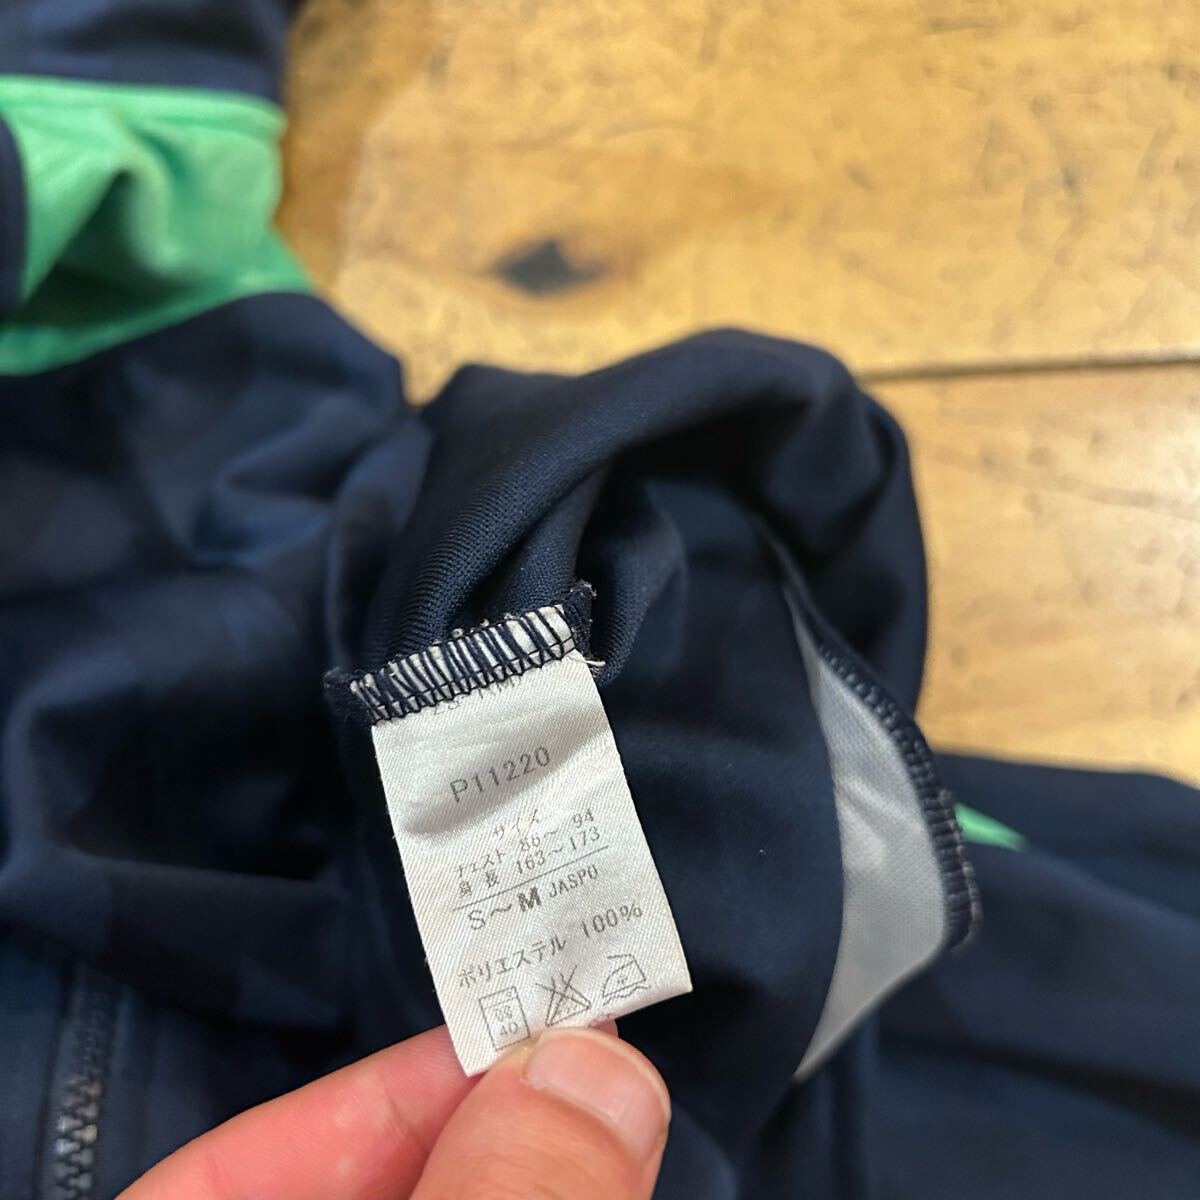 P11220
サイズ
チェスト 86～ 94
身 長 163～173
S～M JASPO
ポリエステル 100%
40